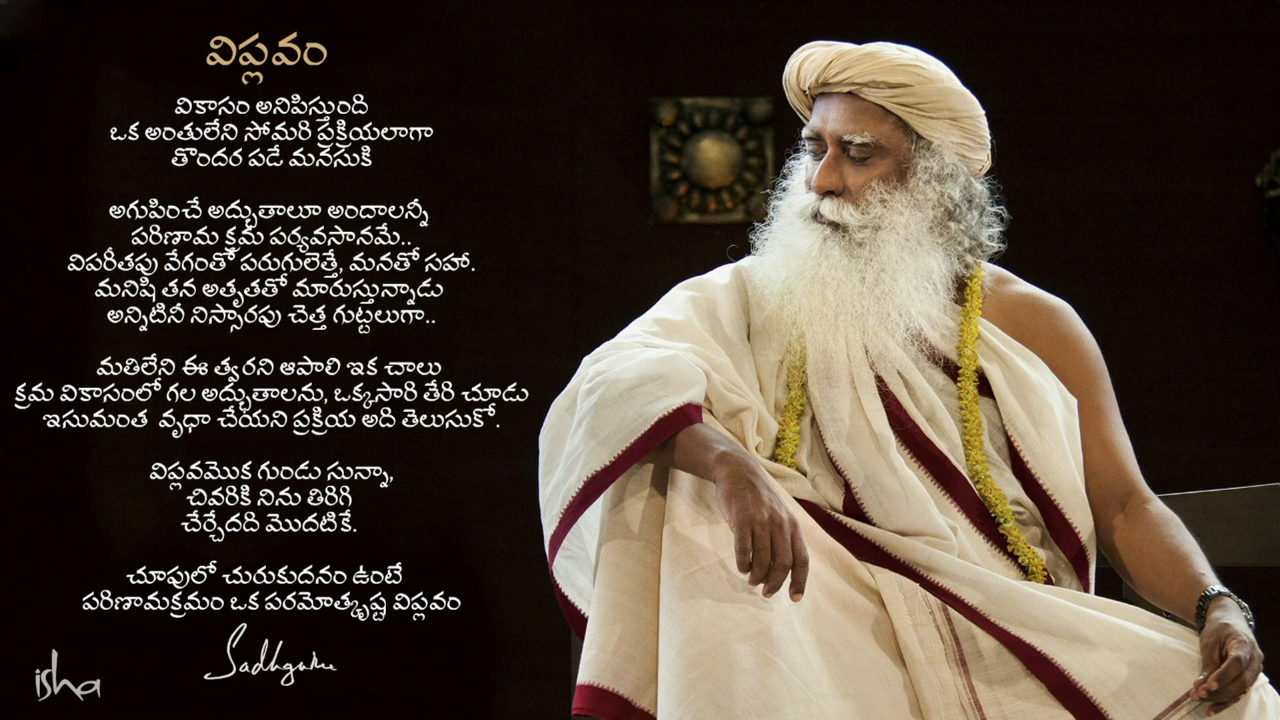 విప్లవం
వికాసం అనిపిస్తుంది
ఒక అంతులేని సోమరి ప్రక్రియలాగా
తొందర పడే మనసుకి
అగుపించే అద్భుతాలూ అందాలన్నీ
పరిణామ క్రమ పర్యవసానమే..
విపరీతపు వేగంతో పరుగులెత్తే, మనతో సహా.
మనిషి తన అతృతతో మారుస్తున్నాడు
అన్నిటినీ నిస్సారపు చెత్త గుట్టలుగా..
మతిలేని ఈ త్వరని ఆపాలి ఇక చాలు
క్రమ వికాసంలో గల అద్భుతాలను, ఒక్కసారి తేరి చూడు
ఇసుమంత వృధా చేయని ప్రక్రియ అది తెలుసుకో.
విప్లవమొక గుండు సున్నా,
చివరికి నిను తిరిగి
చేర్చేదది మొదటికే.
చూపులో చురుకుదనం ఉంటే
పరిణామక్రమం ఒక పరమోత్కృష్ట విప్లవం
Sadhguru
isha